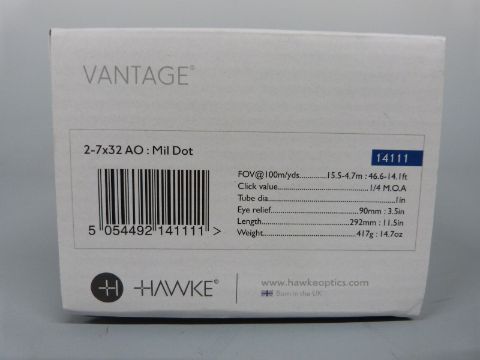 VANTAGE®
2-7x32 AO : Mil Dot
14111
FOV@100m/yds............15.5-4.7m : 46.6-14.1ft
Click value....................................1/4 M.O.A
Tube dia................................................1in
Eye relief....................................90mm : 3.5in
Length....................................292mm : 11.5in
Weight....................................417g : 14.7oz
5 054492 141111 >
HAWKE®
www.hawkeoptics.com
Born in the UK